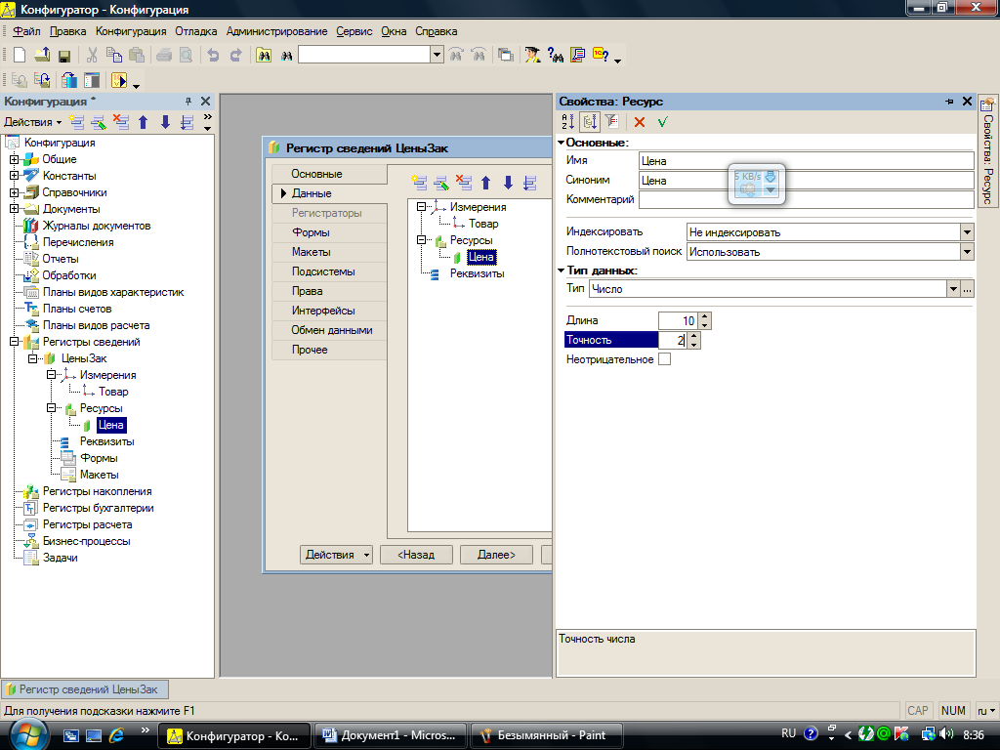 Конфигуратор - Конфигурация
Файл Правка Конфигурация Отладка Администрирование Сервис Окна Справка
Конфигурация *
Действия
Конфигурация
Общие
Константы
Справочники
Документы
Журналы документов
Перечисления
Отчеты
Обработки
Планы видов характеристик
Планы счетов
Планы видов расчета
Регистры сведений
ЦеныЗак
Измерения
Товар
Ресурсы
Цена
Реквизиты
Формы
Макеты
Регистры накопления
Регистры бухгалтерии
Регистры расчета
Бизнес-процессы
Задачи
Регистр сведений ЦеныЗак
Основные
Данные
Регистраторы
Формы
Макеты
Подсистемы
Права
Интерфейсы
Обмен данными
Прочее
Измерения
Товар
Ресурсы
Цена
Реквизиты
Действия
<Назад
Далее>
Свойства: Ресурс
Основные:
Имя Цена
Синоним Цена
Комментарий
5 KB/s
Индексировать Не индексировать
Полнотекстовый поиск Использовать
Тип данных:
Тип Число ...
Длина 10
Точность 2
Неотрицательное
Точность числа
Свойства: Ресурс
Регистр сведений ЦеныЗак
Для получения подсказки нажмите F1
CAP NUM ru
Конфигуратор - Ко...
Документ1 - Micros...
Безымянный - Paint
RU
8:36